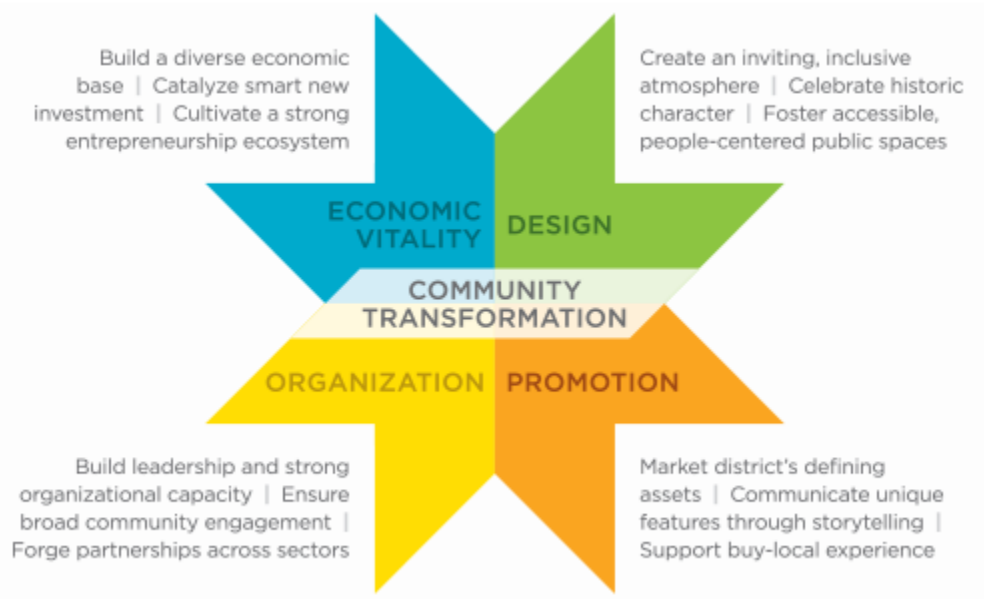 Build a diverse economic
base | Catalyze smart new
investment | Cultivate a strong
entrepreneurship ecosystem
Create an inviting, inclusive
atmosphere | Celebrate historic
character | Foster accessible,
people-centered public spaces
ECONOMIC
VITALITY
DESIGN
COMMUNITY
TRANSFORMATION
ORGANIZATION
PROMOTION
Build leadership and strong
organizational capacity | Ensure
broad community engagement |
Forge partnerships across sectors
Market district's defining
assets | Communicate unique
features through storytelling |
Support buy-local experience